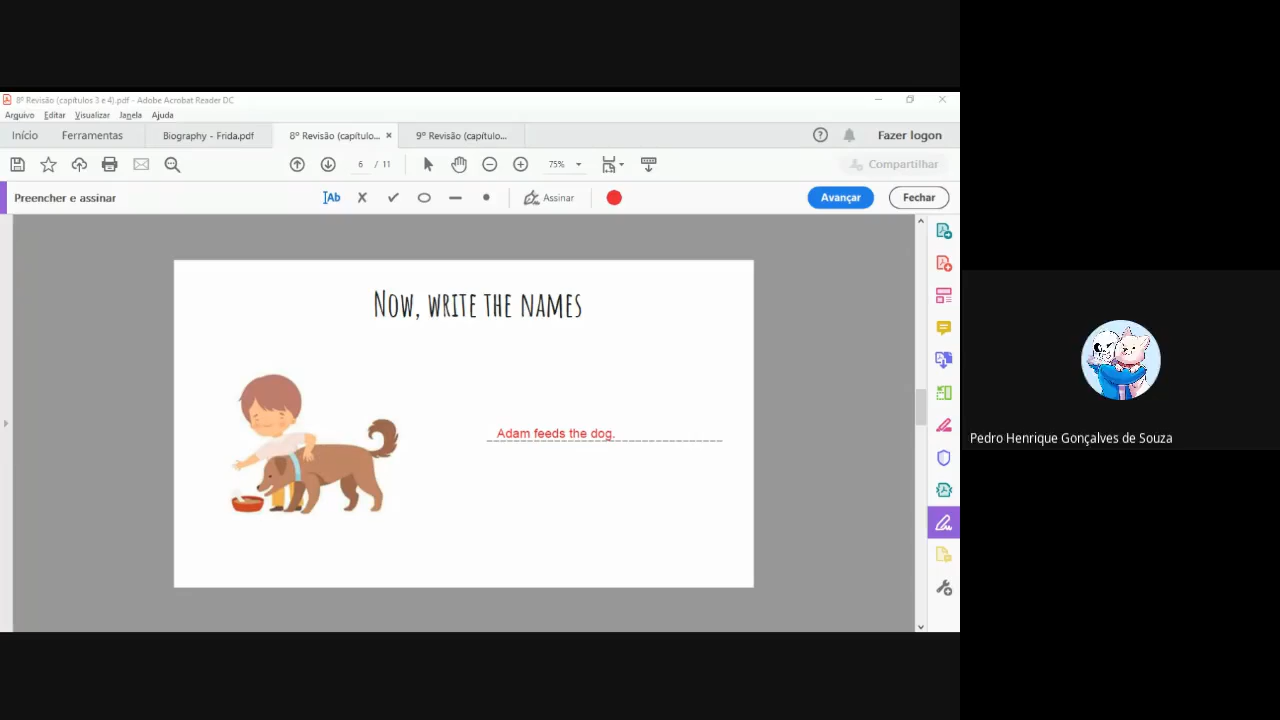 8º Revisão (capítulos 3 e 4).pdf - Adobe Acrobat Reader DC
Arquivo Editar Visualizar Janela Ajuda
Início Ferramentas Biography - Frida.pdf 8º Revisão (capítulo... 9º Revisão (capítulo... Fazer logon
6 / 11 75% Compartilhar
Preencher e assinar Ab Assinar Avançar Fechar
NOW, WRITE THE NAMES
Adam feeds the dog.
Pedro Henrique Gonçalves de Souza